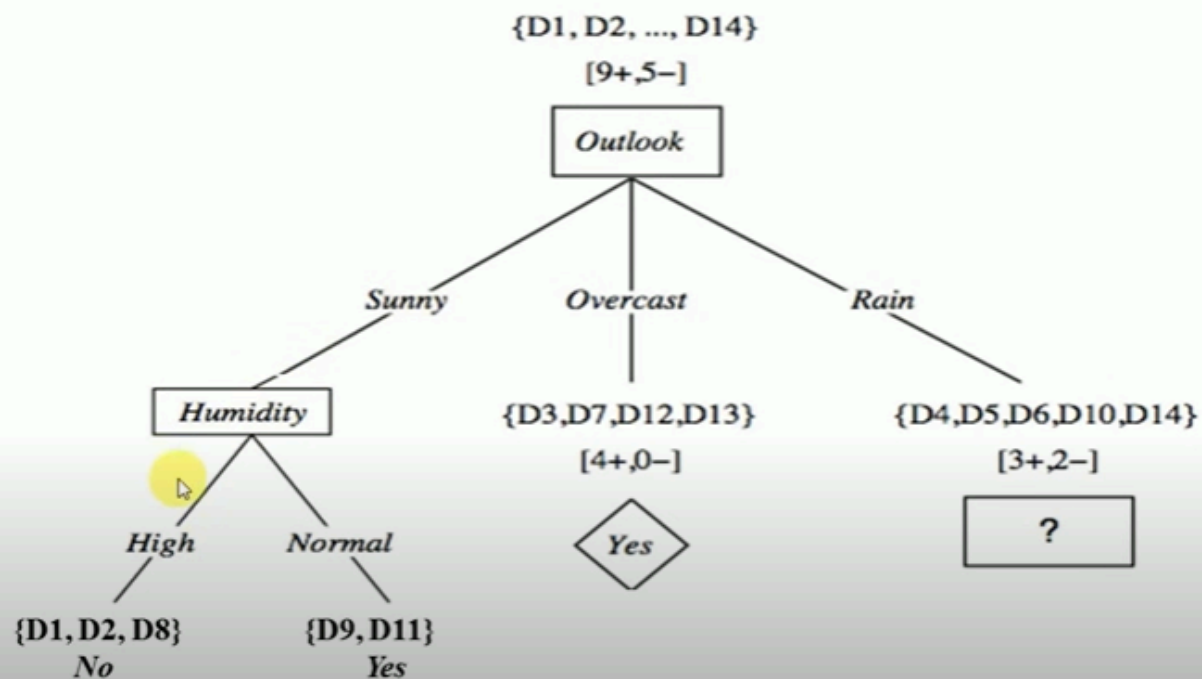 {D1, D2, ..., D14}
[9+,5−]
Outlook
Sunny
Overcast
Rain
Humidity
{D3,D7,D12,D13}
{D4,D5,D6,D10,D14}
[4+,0−]
[3+,2−]
High
Normal
Yes
?
{D1, D2, D8}
No
{D9, D11}
Yes